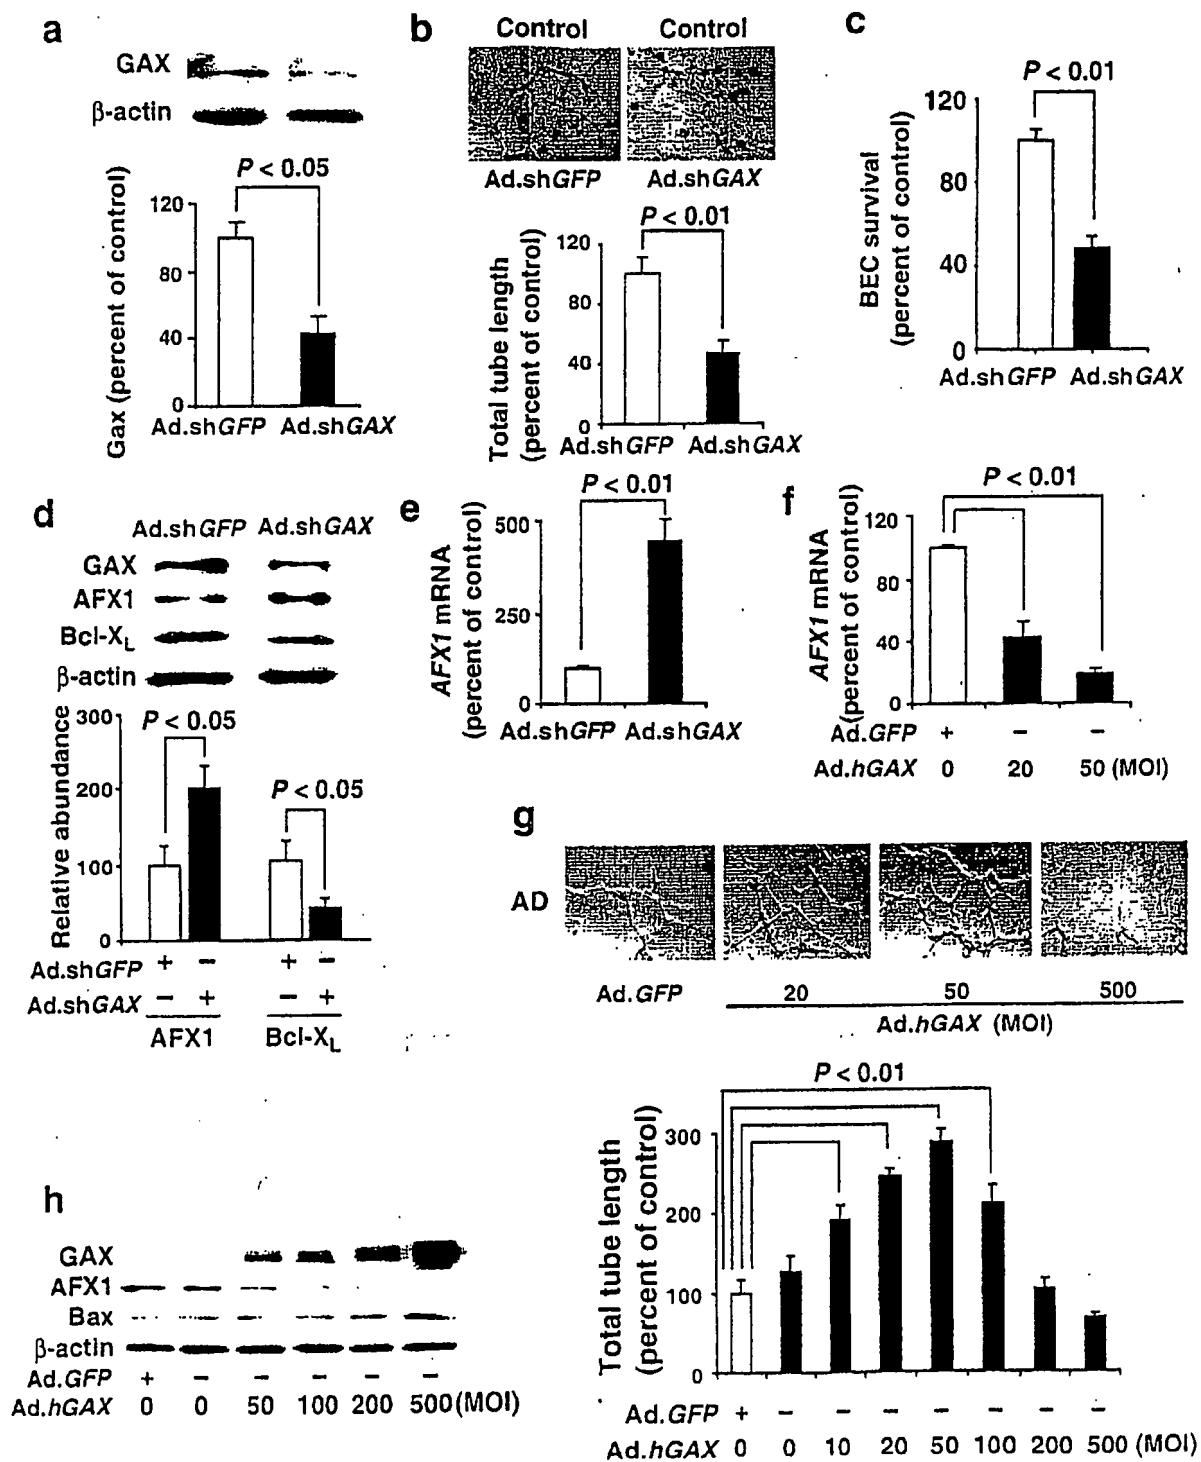 a
GAX
β-actin
P < 0.05
Gax (percent of control)
120
80
40
0
Ad.shGFP Ad.shGAX
b
Control Control
Ad.shGFP Ad.shGAX
P < 0.01
Total tube length
(percent of control)
120
80
40
0
Ad.shGFP Ad.shGAX
c
P < 0.01
BEC survival
(percent of control)
120
80
40
0
Ad.shGFP Ad.shGAX
d
Ad.shGFP Ad.shGAX
GAX
AFX1
Bcl-XL
β-actin
Relative abundance
300
200
100
0
P < 0.05
P < 0.05
Ad.shGFP + − + −
Ad.shGAX − + − +
AFX1 Bcl-XL
e
P < 0.01
AFX1 mRNA
(percent of control)
500
250
0
Ad.shGFP Ad.shGAX
f
P < 0.01
AFX1 mRNA
(percent of control)
120
80
40
0
Ad.GFP + − −
Ad.hGAX 0 20 50 (MOI)
g
AD
Ad.GFP 20 50 500
Ad.hGAX (MOI)
P < 0.01
Total tube length
(percent of control)
300
200
100
0
Ad.GFP + − − − − − − −
Ad.hGAX 0 0 10 20 50 100 200 500 (MOI)
h
GAX
AFX1
Bax
β-actin
Ad.GFP + − − − − −
Ad.hGAX 0 0 50 100 200 500 (MOI)